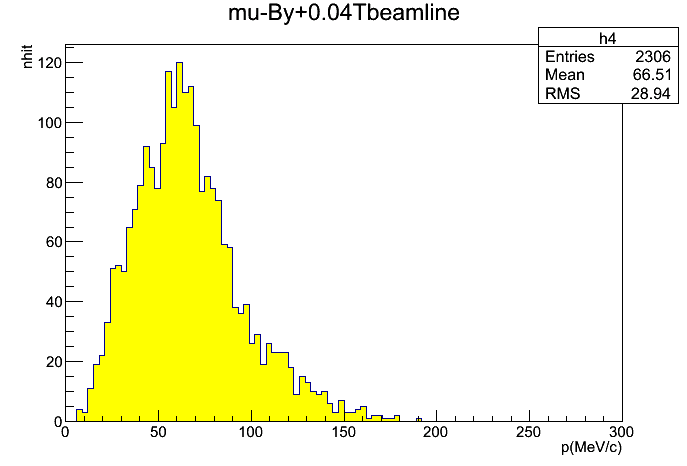 mu-By+0.04Tbeamline
h4
Entries 2306
Mean 66.51
RMS 28.94
nhit
120
100
80
60
40
20
0
0 50 100 150 200 250 300
p(MeV/c)